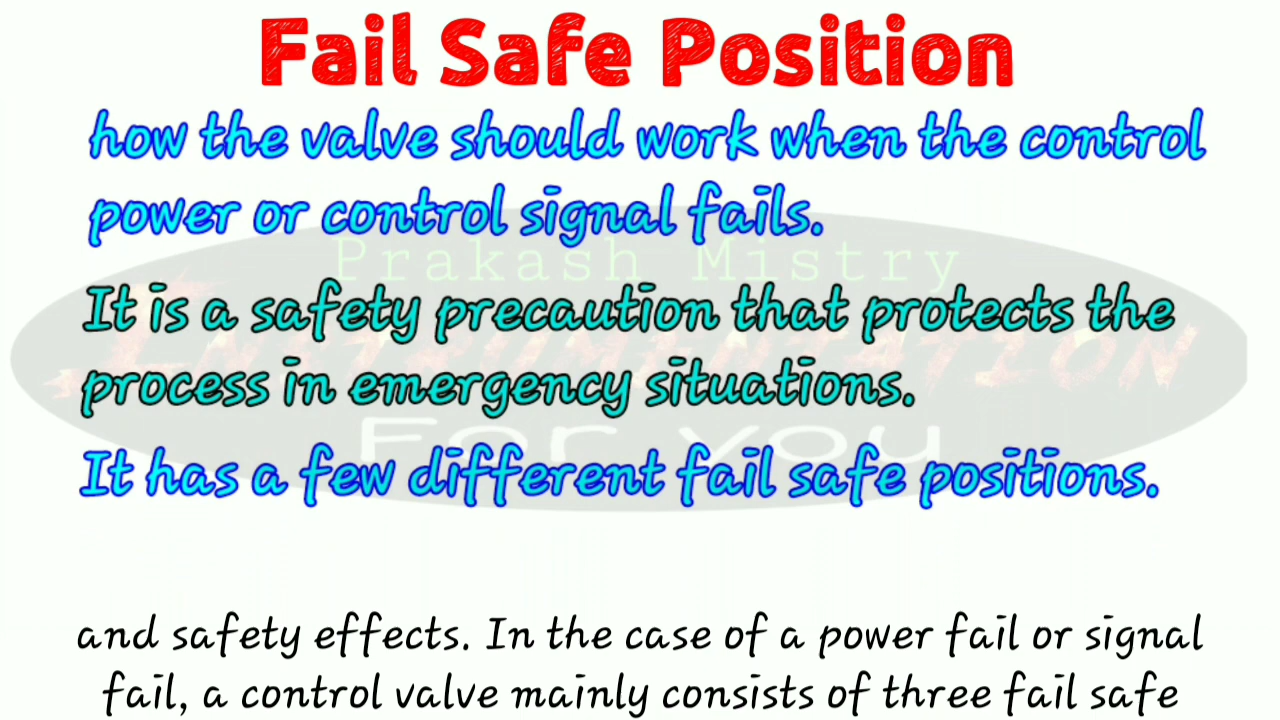 Fail Safe Position
how the valve should work when the control
power or control signal fails.
Prakash Mistry
It is a safety precaution that protects the
INSTRUMENTATION
process in emergency situations.
For you
It has a few different fail safe positions.
and safety effects. In the case of a power fail or signal
fail, a control valve mainly consists of three fail safe